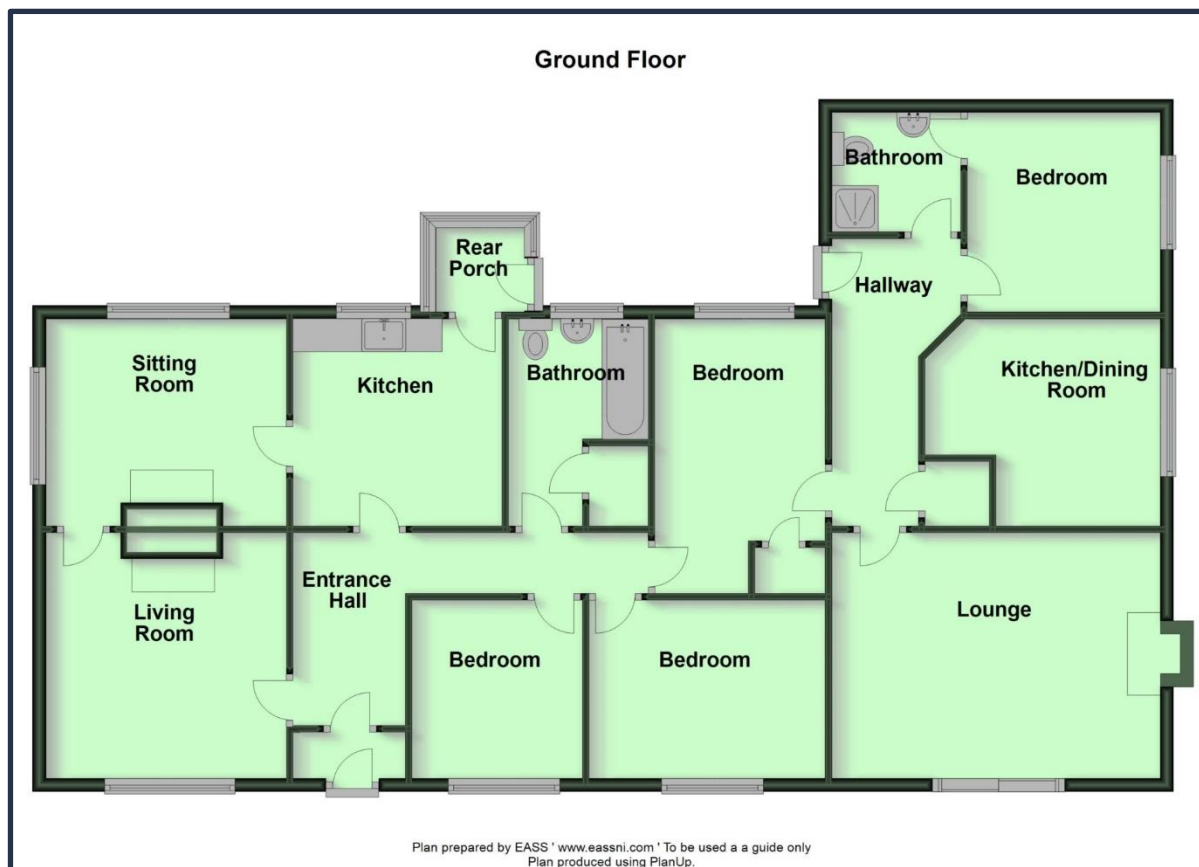 Ground Floor
Bathroom
Bedroom
Rear
Porch
Hallway
Sitting
Room
Kitchen
Bathroom
Bedroom
Kitchen/Dining
Room
Entrance
Hall
Living
Room
Lounge
Bedroom
Bedroom
Plan prepared by EASS ' www.eassni.com ' To be used a a guide only
Plan produced using PlanUp.